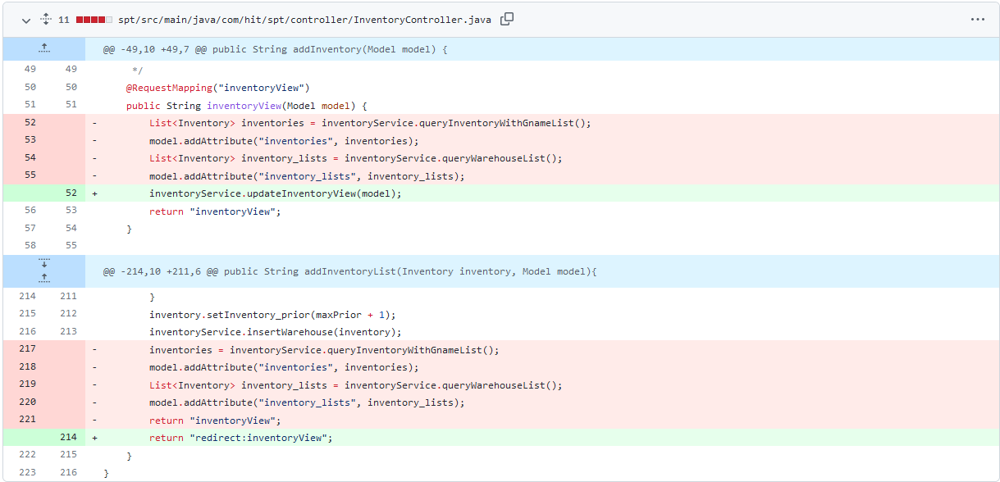 11 spt/src/main/java/com/hit/spt/controller/InventoryController.java
@@ -49,10 +49,7 @@ public String addInventory(Model model) {
49 49 */
50 50 @RequestMapping("inventoryView")
51 51 public String inventoryView(Model model) {
52 - List<Inventory> inventories = inventoryService.queryInventoryWithGnameList();
53 - model.addAttribute("inventories", inventories);
54 - List<Inventory> inventory_lists = inventoryService.queryWarehouseList();
55 - model.addAttribute("inventory_lists", inventory_lists);
52 + inventoryService.updateInventoryView(model);
56 53 return "inventoryView";
57 54 }
58 55
@@ -214,10 +211,6 @@ public String addInventoryList(Inventory inventory, Model model){
214 211 }
215 212 inventory.setInventory_prior(maxPrior + 1);
216 213 inventoryService.insertWarehouse(inventory);
217 - inventories = inventoryService.queryInventoryWithGnameList();
218 - model.addAttribute("inventories", inventories);
219 - List<Inventory> inventory_lists = inventoryService.queryWarehouseList();
220 - model.addAttribute("inventory_lists", inventory_lists);
221 - return "inventoryView";
214 + return "redirect:inventoryView";
222 215 }
223 216 }